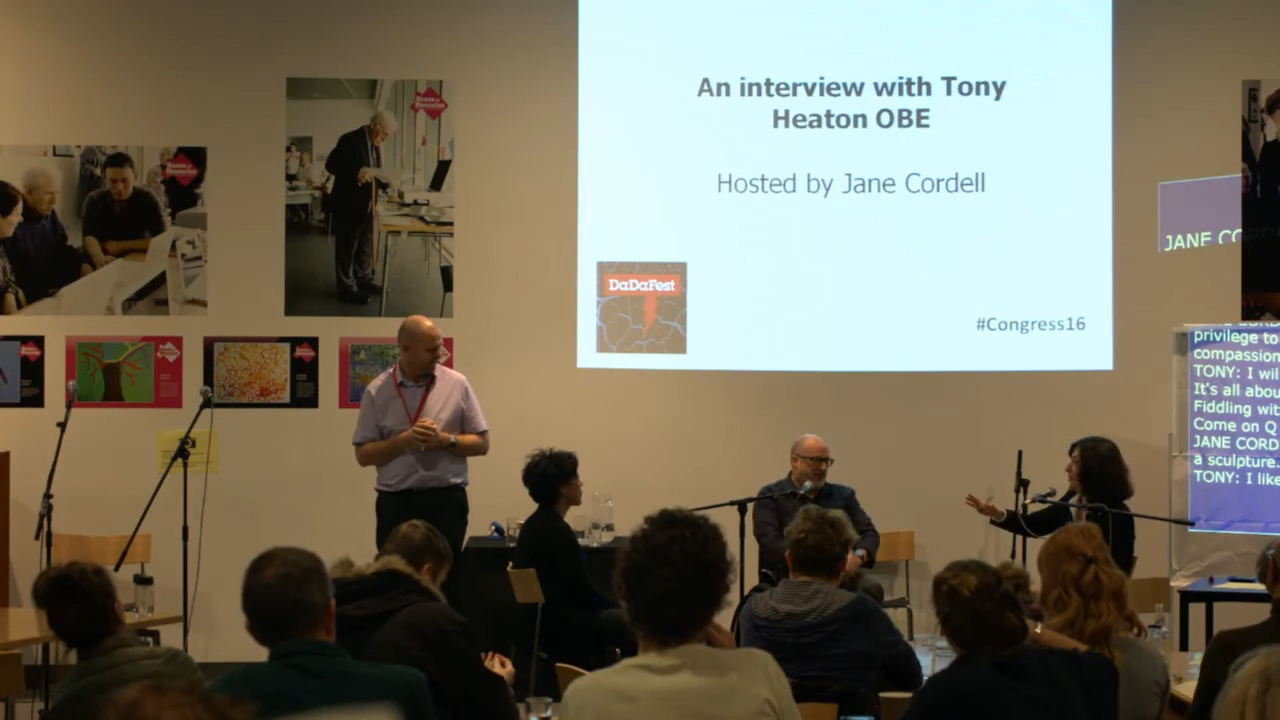 An interview with Tony
Heaton OBE
Hosted by Jane Cordell
DaDaFest
#Congress16
JANE
privilege to
compassion
TONY: I wil
It's all abou
Fiddling wit
Come on Q
JANE CORD
a sculpture.
TONY: I like